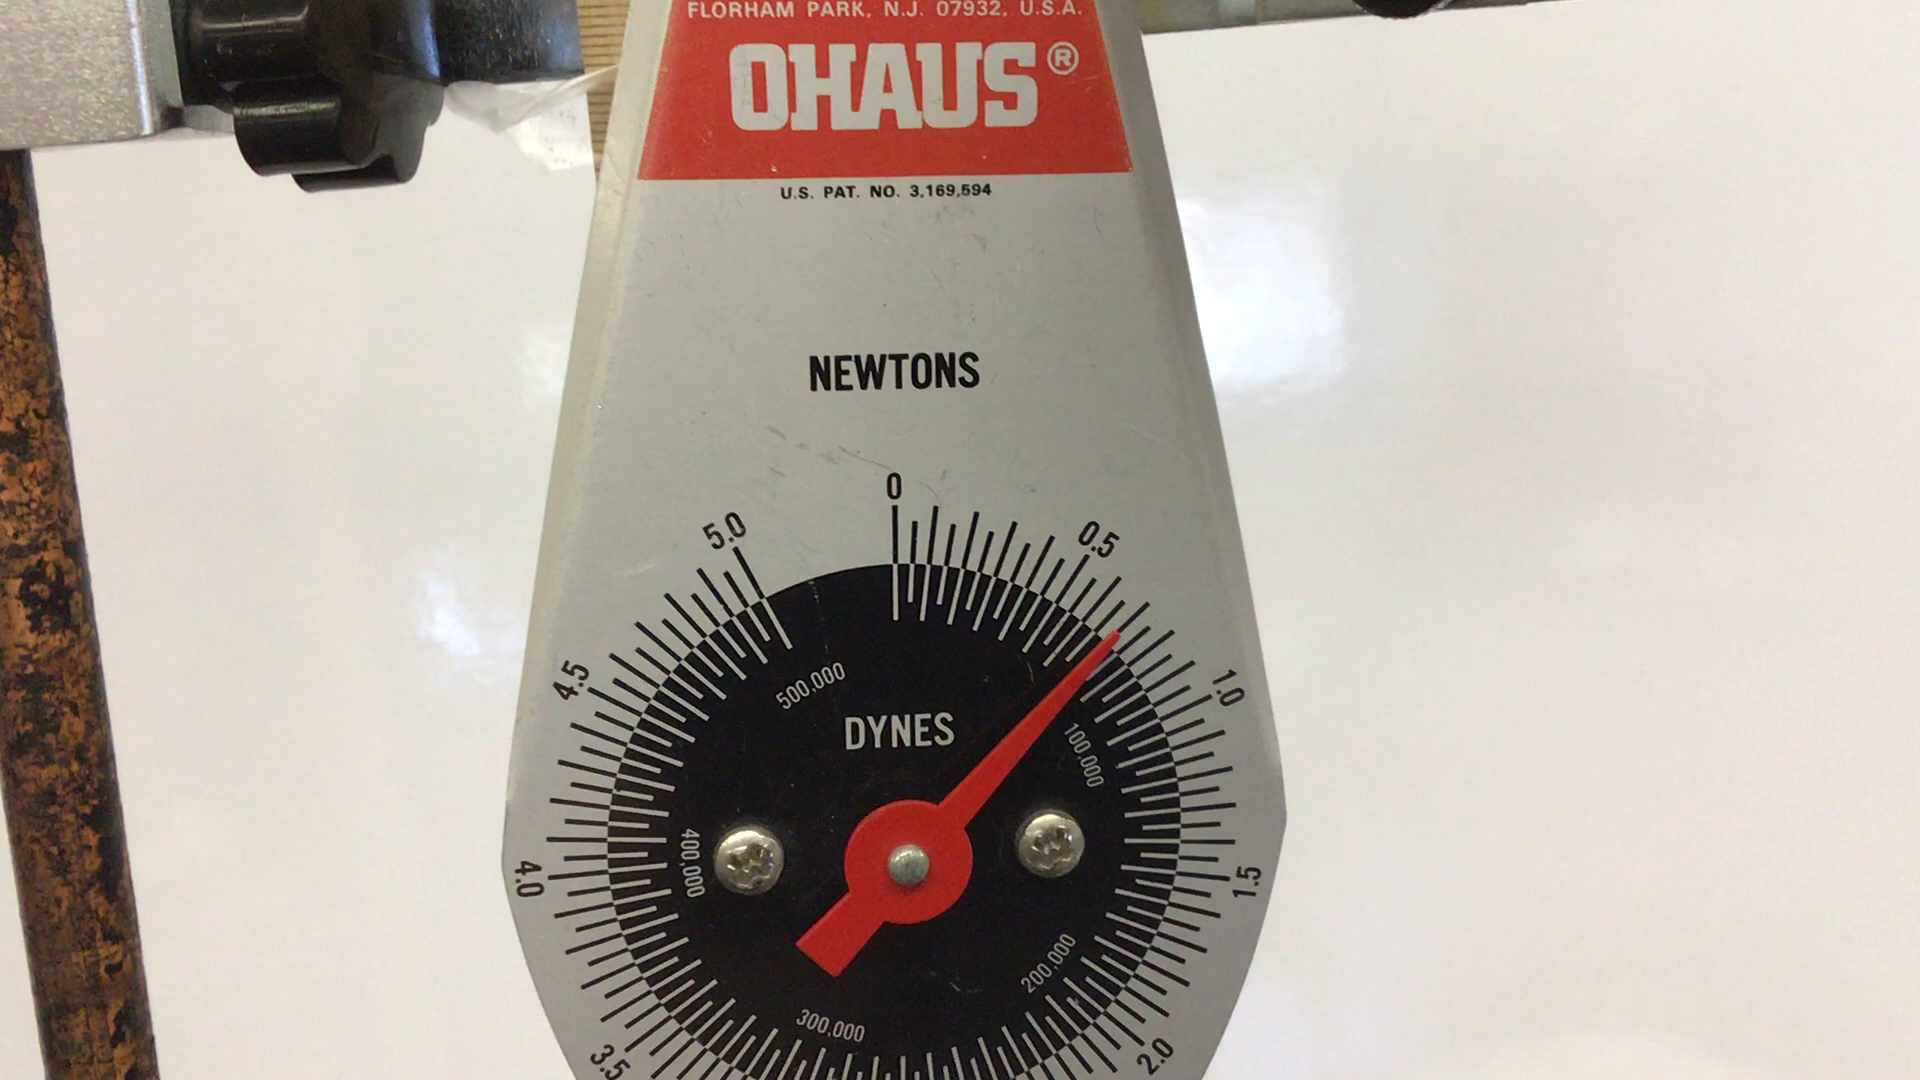 FLORHAM PARK, N.J. 07932, U.S.A.
OHAUS®
U.S. PAT. NO. 3,169,594
NEWTONS
0
0.5
1.0
1.5
2.0
3.5
4.0
4.5
5.0
DYNES
100,000
200,000
300,000
400,000
500,000